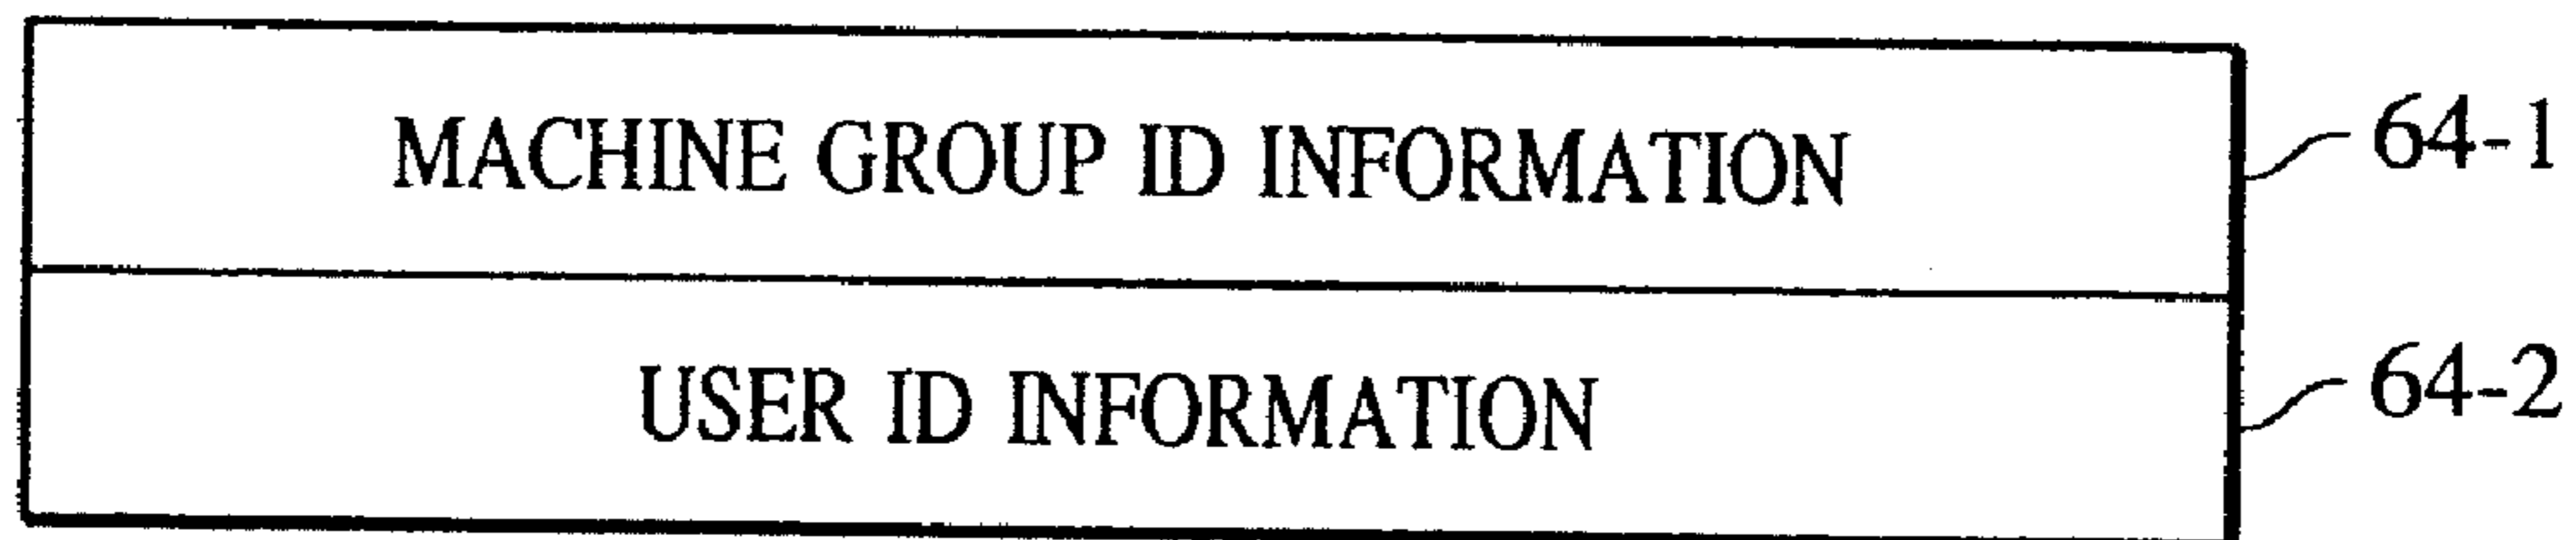 MACHINE GROUP ID INFORMATION 64-1
USER ID INFORMATION 64-2